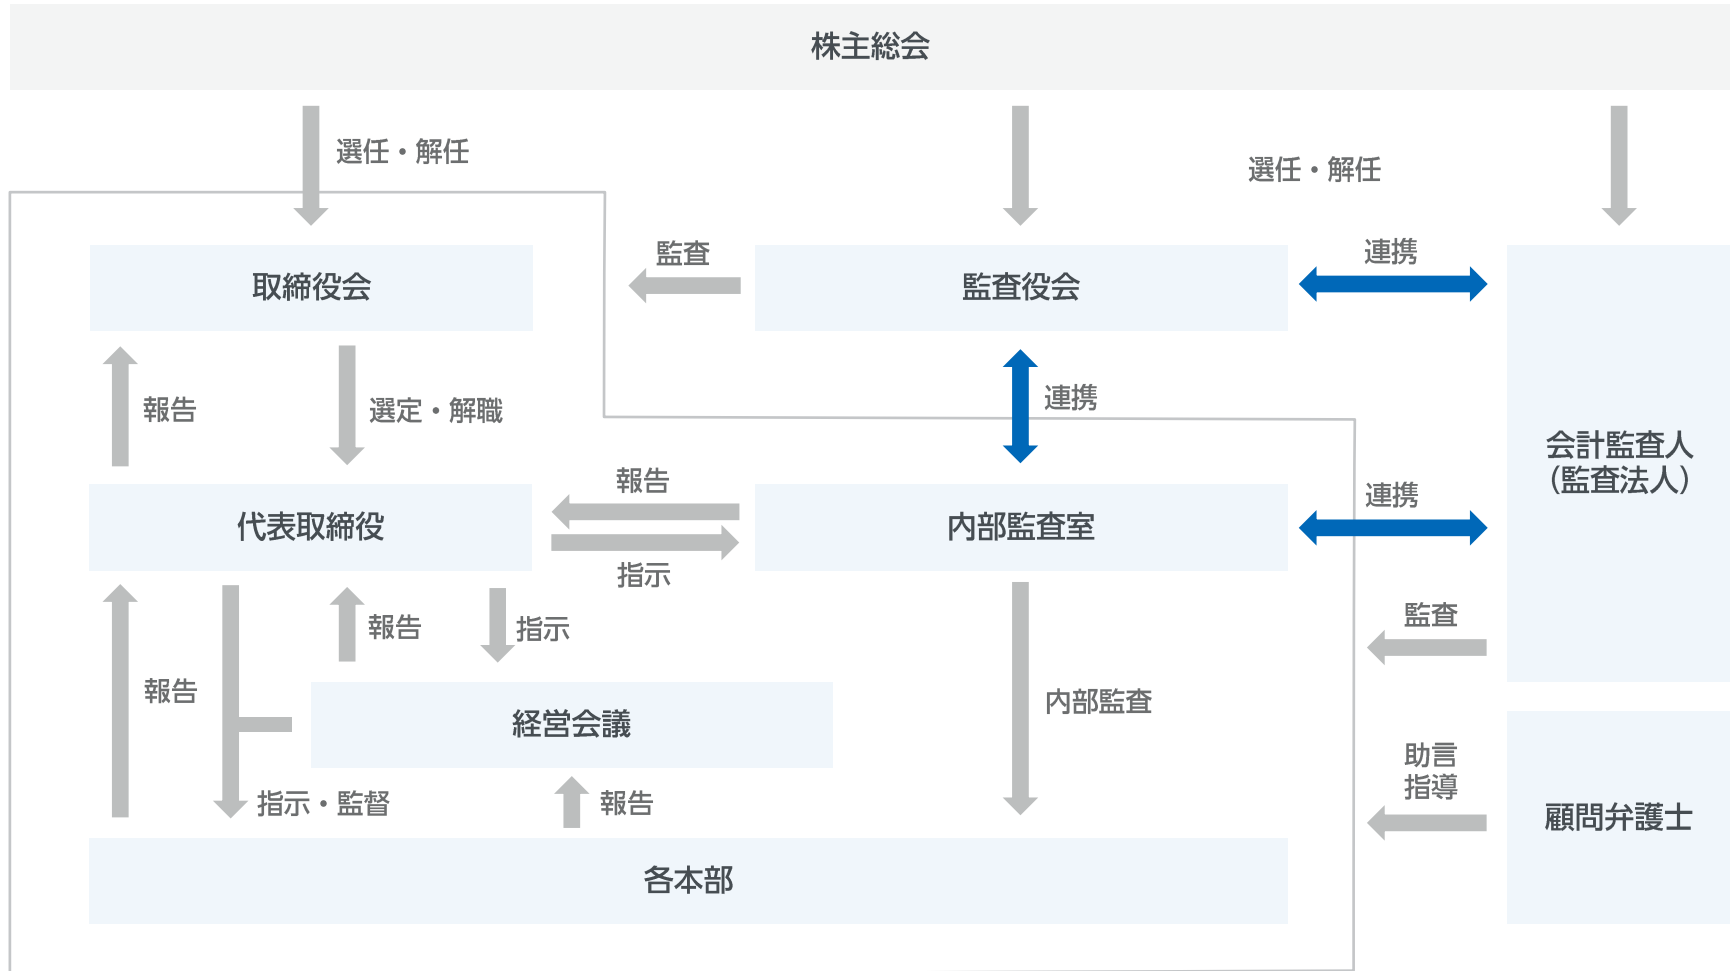 株主総会
選任・解任
選任・解任
取締役会
監査
監査役会
連携
報告
選定・解職
連携
会計監査人
（監査法人）
代表取締役
報告
指示
内部監査室
連携
報告
報告
指示
監査
経営会議
内部監査
指示・監督
報告
助言
指導
顧問弁護士
各本部